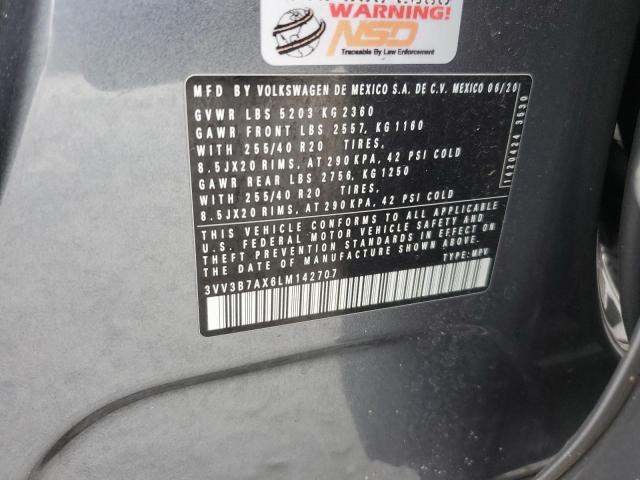 WARNING!
NSD
Traceable By Law Enforcement
MFD BY VOLKSWAGEN DE MEXICO S.A. DE C.V. MEXICO 06/20
GVWR LBS 5203 KG 2360
GAWR FRONT LBS 2557, KG 1160
WITH 255/40 R20 TIRES,
8.5JX20 RIMS, AT 290 KPA, 42 PSI COLD
GAWR REAR LBS 2756, KG 1250
WITH 255/40 R20 TIRES,
8.5JX20 RIMS, AT 290 KPA, 42 PSI COLD
THIS VEHICLE CONFORMS TO ALL APPLICABLE
U.S. FEDERAL MOTOR VEHICLE SAFETY AND
THEFT PREVENTION STANDARDS IN EFFECT ON
THE DATE OF MANUFACTURE SHOWN ABOVE.
TYPE: MPV
3VV3B7AX6LM142707
1420424 3530